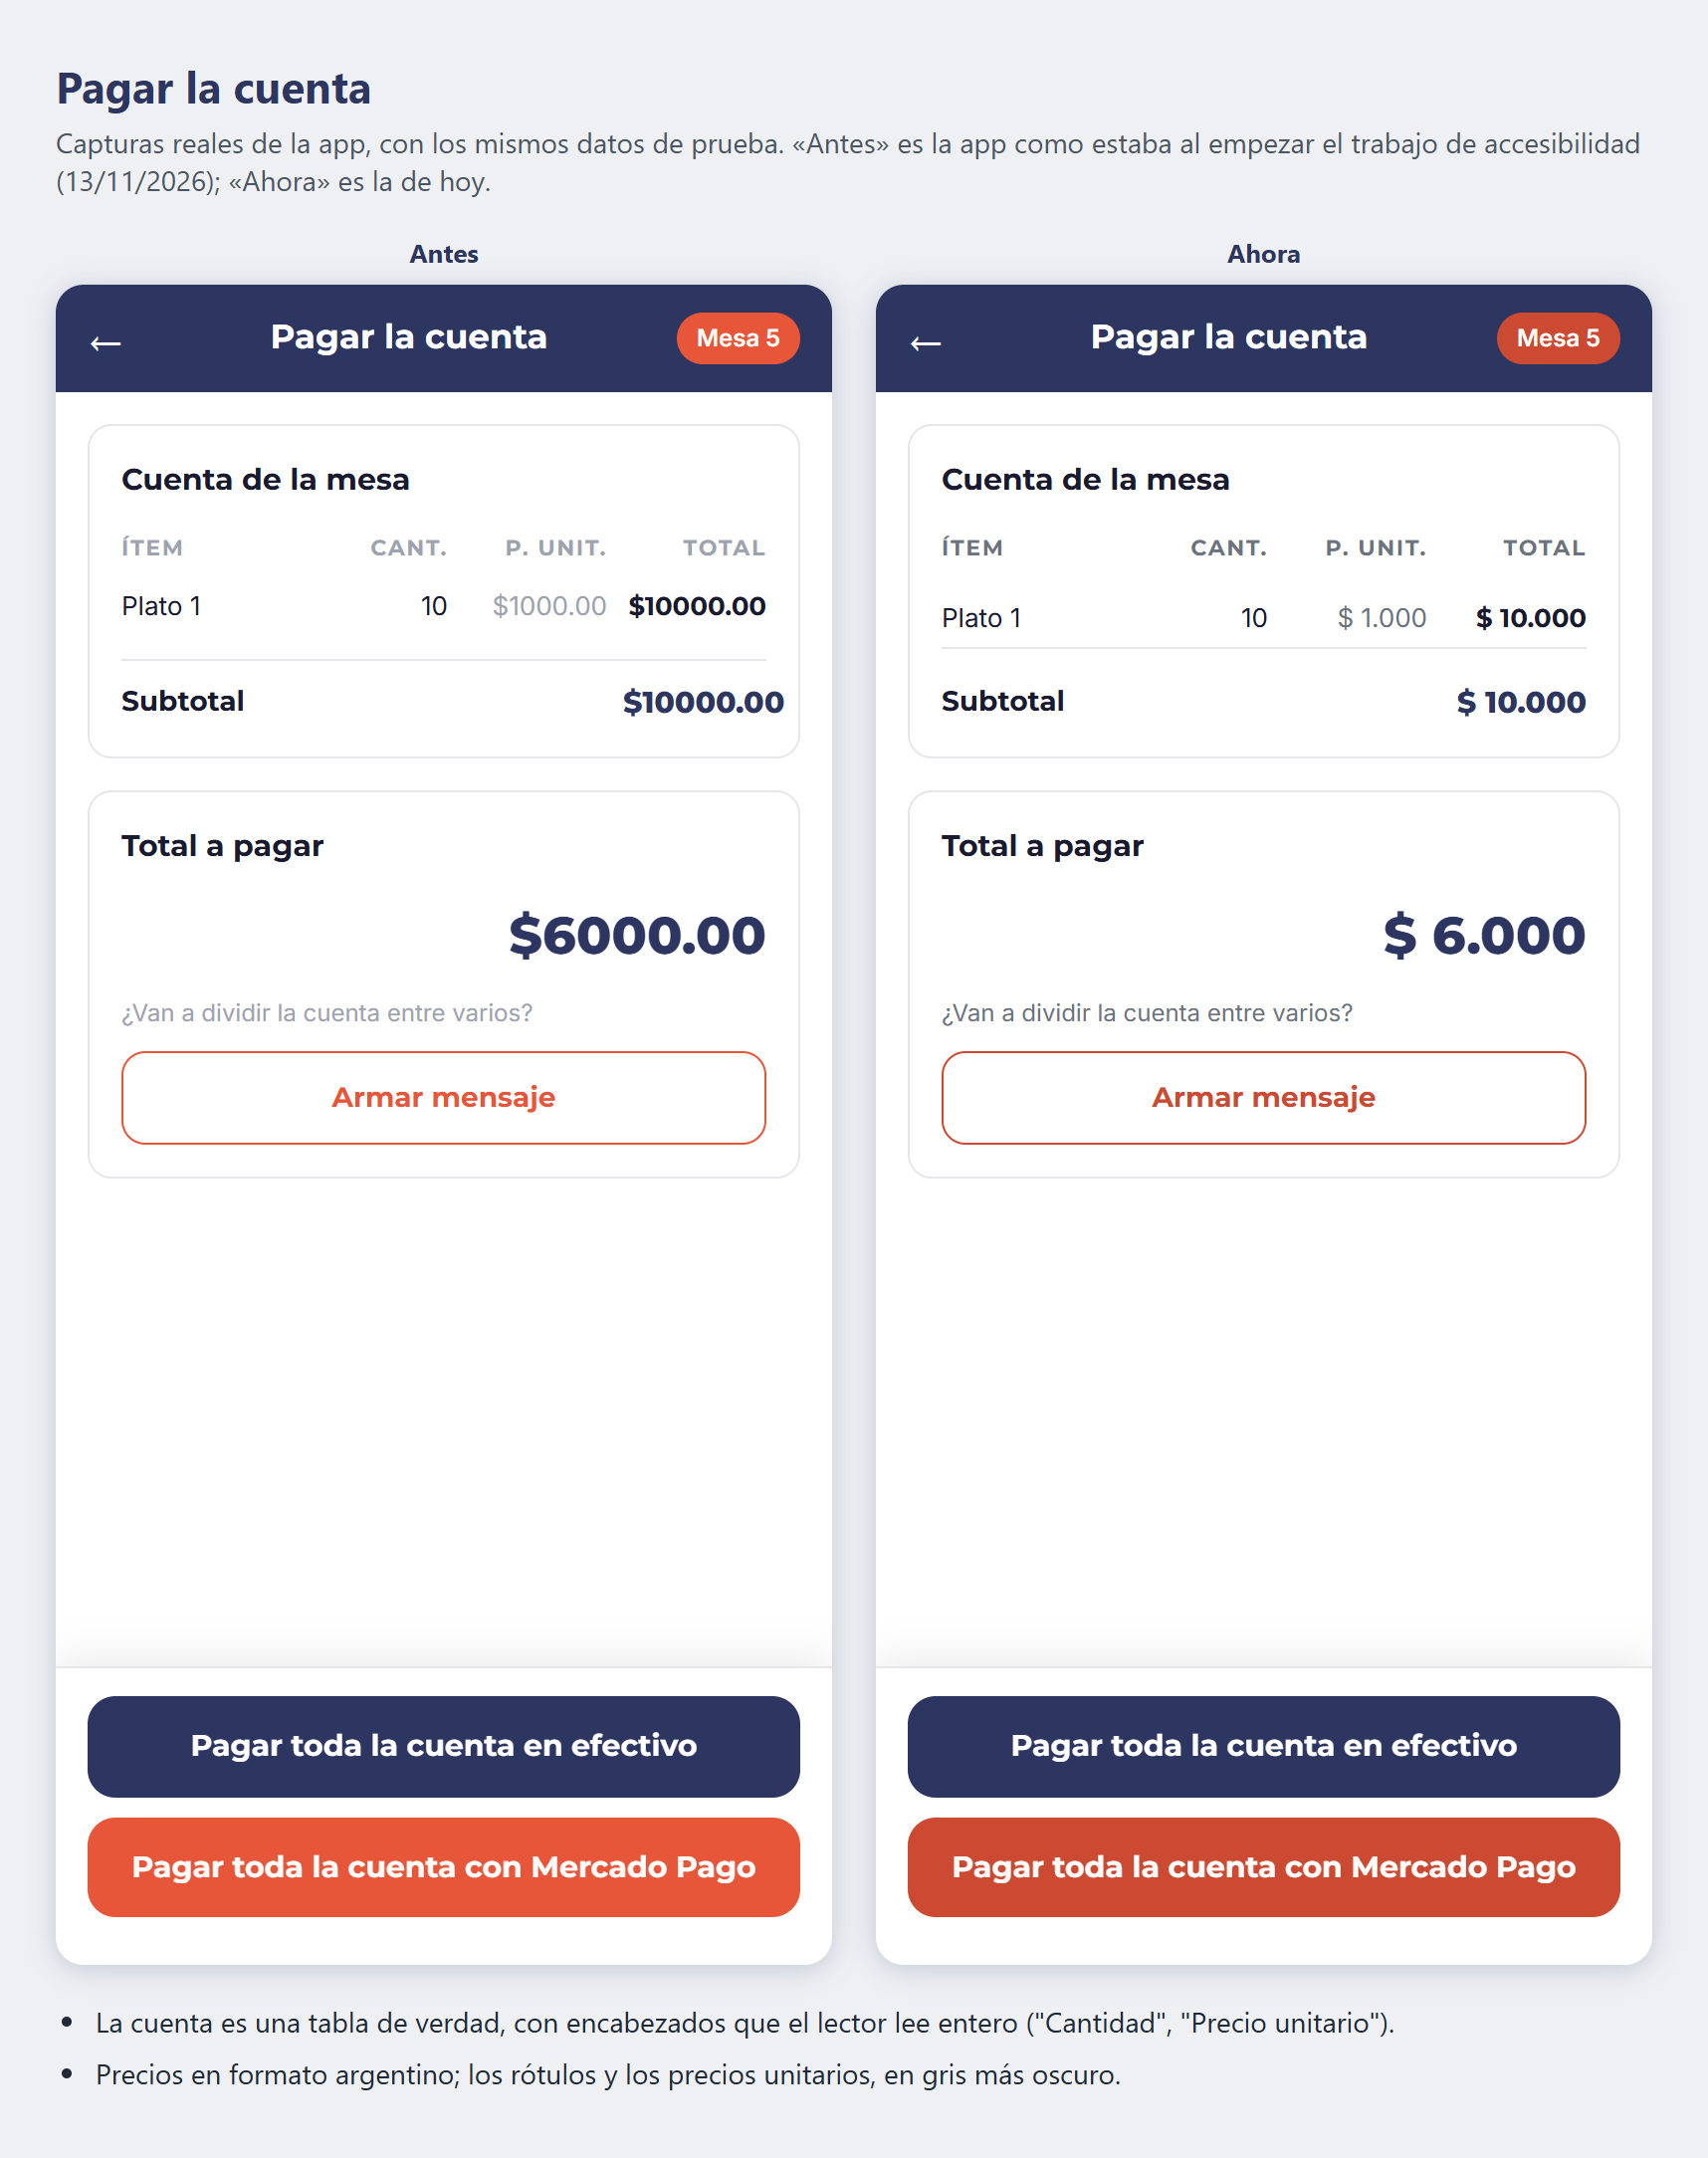 Pagar la cuenta
Capturas reales de la app, con los mismos datos de prueba. «Antes» es la app como estaba al empezar el trabajo de accesibilidad
(13/11/2026); «Ahora» es la de hoy.
Antes
← Pagar la cuenta Mesa 5
Cuenta de la mesa
ÍTEM CANT. P. UNIT. TOTAL
Plato 1 10 $1000.00 $10000.00
Subtotal $10000.00
Total a pagar
$6000.00
¿Van a dividir la cuenta entre varios?
Armar mensaje
Pagar toda la cuenta en efectivo
Pagar toda la cuenta con Mercado Pago
Ahora
← Pagar la cuenta Mesa 5
Cuenta de la mesa
ÍTEM CANT. P. UNIT. TOTAL
Plato 1 10 $ 1.000 $ 10.000
Subtotal $ 10.000
Total a pagar
$ 6.000
¿Van a dividir la cuenta entre varios?
Armar mensaje
Pagar toda la cuenta en efectivo
Pagar toda la cuenta con Mercado Pago
• La cuenta es una tabla de verdad, con encabezados que el lector lee entero ("Cantidad", "Precio unitario").
• Precios en formato argentino; los rótulos y los precios unitarios, en gris más oscuro.